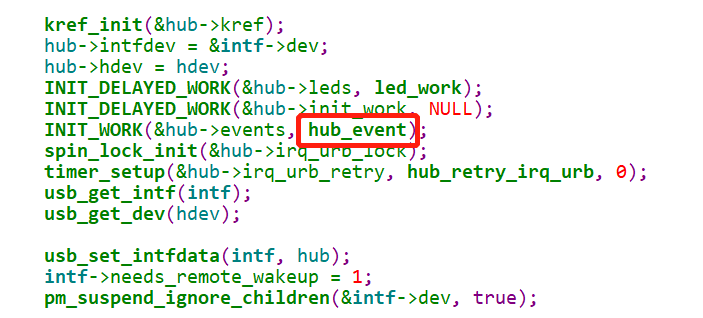 kref_init(&hub->kref);
hub->intfdev = &intf->dev;
hub->hdev = hdev;
INIT_DELAYED_WORK(&hub->leds, led_work);
INIT_DELAYED_WORK(&hub->init_work, NULL);
INIT_WORK(&hub->events, hub_event);
spin_lock_init(&hub->irq_urb_lock);
timer_setup(&hub->irq_urb_retry, hub_retry_irq_urb, 0);
usb_get_intf(intf);
usb_get_dev(hdev);
usb_set_intfdata(intf, hub);
intf->needs_remote_wakeup = 1;
pm_suspend_ignore_children(&intf->dev, true);